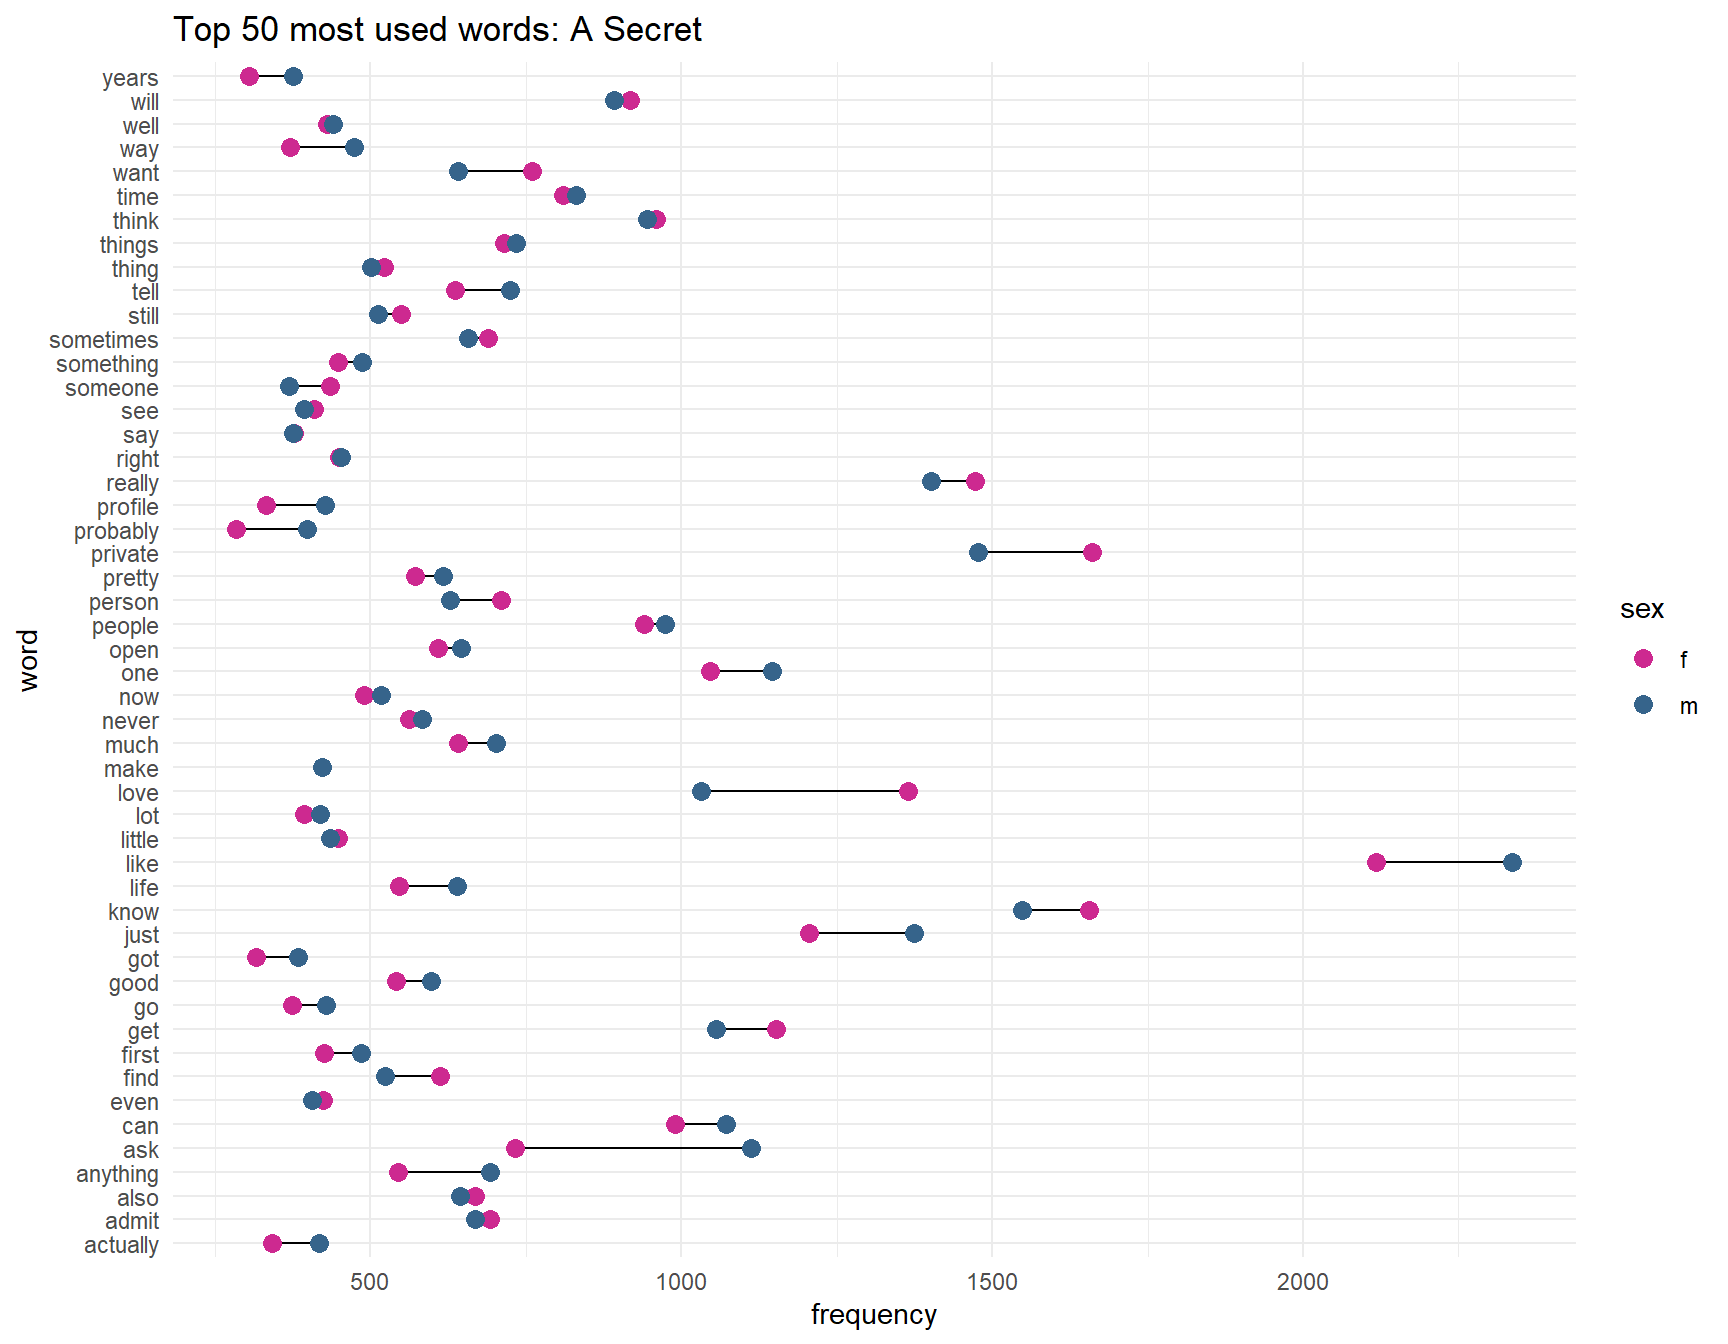 Top 50 most used words: A Secret
years
will
well
way
want
time
think
things
thing
tell
still
sometimes
something
someone
see
say
right
really
profile
probably
private
pretty
person
people
open
one
now
never
much
make
love
lot
little
like
life
know
just
got
good
go
get
first
find
even
can
ask
anything
also
admit
actually
word
500 1000 1500 2000
frequency
sex
f
m